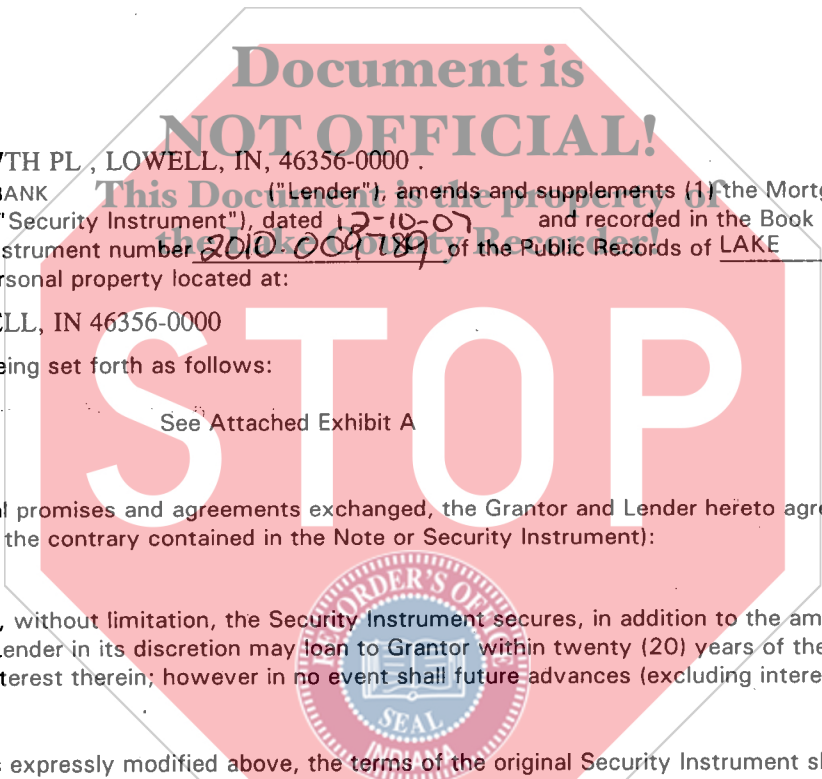 Document is
NOT OFFICIAL!
TH PL , LOWELL, IN, 46356-0000 .
BANK ("Lender"), amends and supplements (1) the Mortg
This Document is the property of
"Security Instrument"), dated 12-10-07 and recorded in the Book
the Lake County Recorder!
strument number 2010-009789 of the Public Records of LAKE
rsonal property located at:
LL, IN 46356-0000
eing set forth as follows:
STOP
See Attached Exhibit A
l promises and agreements exchanged, the Grantor and Lender hereto agre
the contrary contained in the Note or Security Instrument):
RECORDER'S OFFICE
, without limitation, the Security Instrument secures, in addition to the am
Lender in its discretion may loan to Grantor within twenty (20) years of the
terest therein; however in no event shall future advances (excluding intere
SEAL
INDIANA
s expressly modified above, the terms of the original Security Instrument s